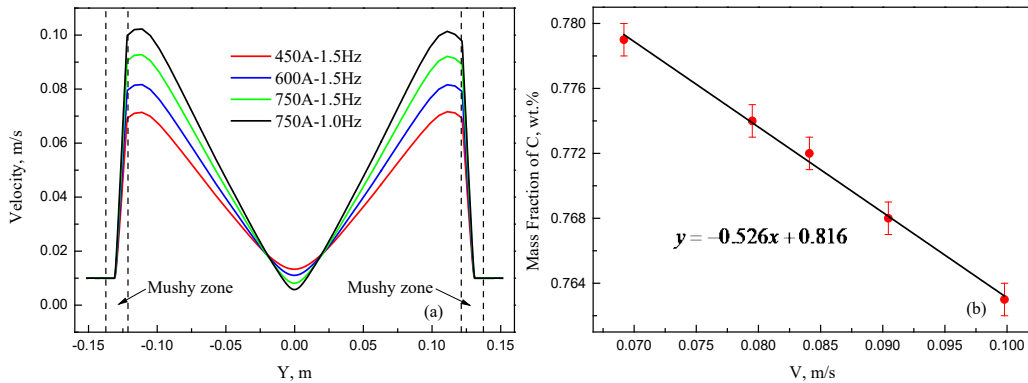 (a)
450A-1.5Hz
600A-1.5Hz
750A-1.5Hz
750A-1.0Hz
Mushy zone
Mushy zone
Velocity, m/s
0.10
0.08
0.06
0.04
0.02
0.00
-0.15
-0.10
-0.05
0.00
0.05
0.10
0.15
Y, m
(b)
y = −0.526x + 0.816
Mass Fraction of C, wt.%
0.780
0.776
0.772
0.768
0.764
0.070
0.075
0.080
0.085
0.090
0.095
0.100
V, m/s